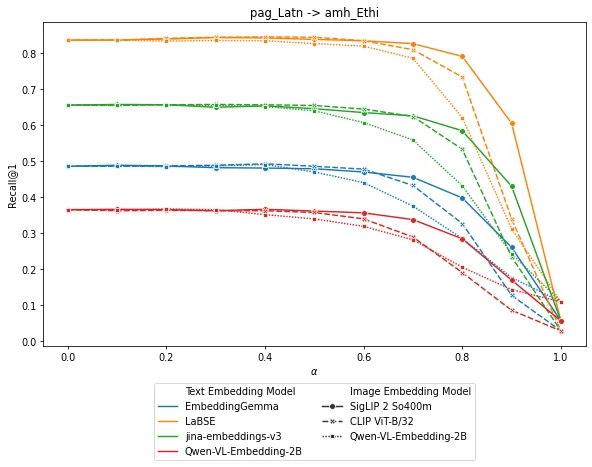 pag_Latn -> amh_Ethi
Recall@1
0.8
0.7
0.6
0.5
0.4
0.3
0.2
0.1
0.0
0.0 0.2 0.4 0.6 0.8 1.0
α
Text Embedding Model Image Embedding Model
EmbeddingGemma SigLIP 2 So400m
LaBSE CLIP ViT-B/32
jina-embeddings-v3 Qwen-VL-Embedding-2B
Qwen-VL-Embedding-2B